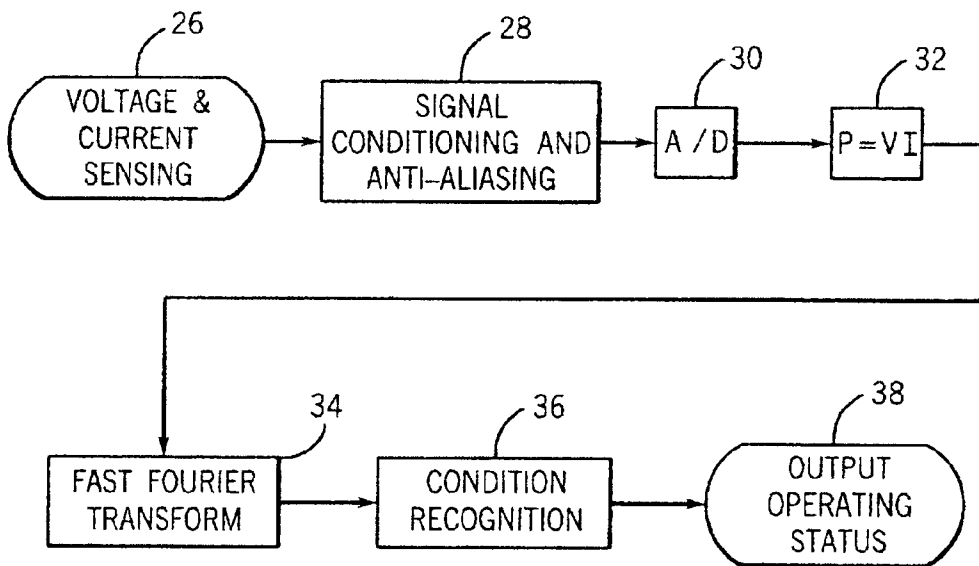 26
28
30
32
VOLTAGE &
CURRENT
SENSING
SIGNAL
CONDITIONING AND
ANTI-ALIASING
A/D
P=VI
34
36
38
FAST FOURIER
TRANSFORM
CONDITION
RECOGNITION
OUTPUT
OPERATING
STATUS